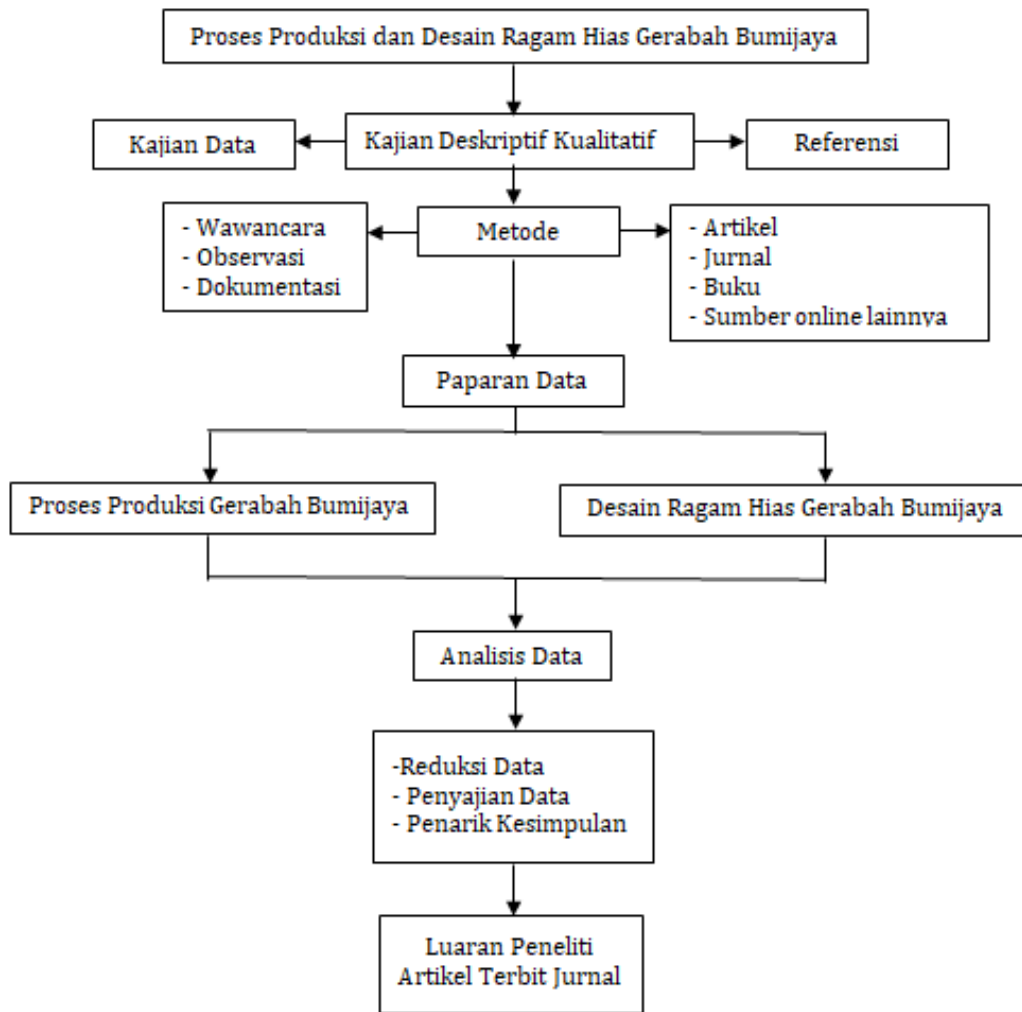 Proses Produksi dan Desain Ragam Hias Gerabah Bumijaya
Kajian Data
Kajian Deskriptif Kualitatif
Referensi
- Wawancara
- Observasi
- Dokumentasi
Metode
- Artikel
- Jurnal
- Buku
- Sumber online lainnya
Paparan Data
Proses Produksi Gerabah Bumijaya
Desain Ragam Hias Gerabah Bumijaya
Analisis Data
-Reduksi Data
- Penyajian Data
- Penarik Kesimpulan
Luaran Peneliti
Artikel Terbit Jurnal